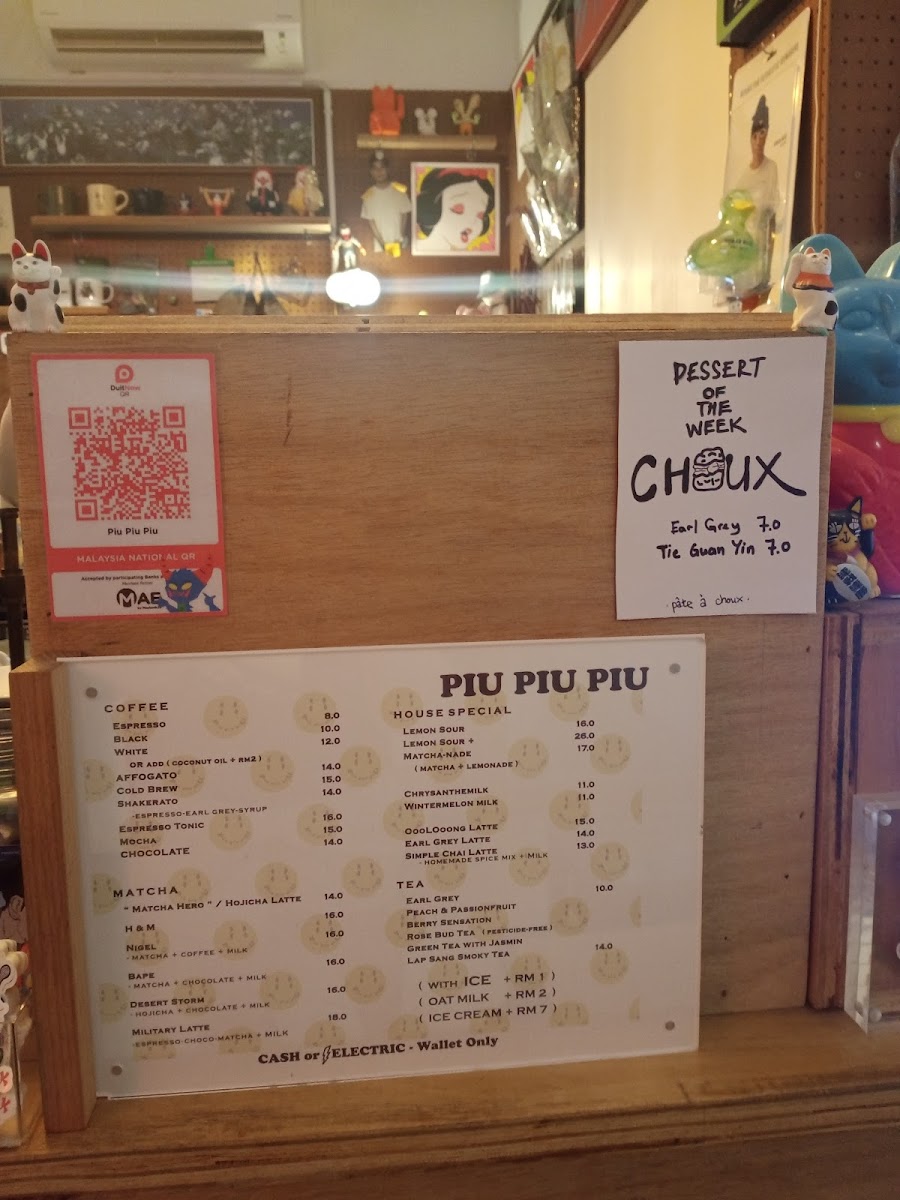 DuitNow
QR
Piu Piu Piu
MALAYSIA NATIONAL QR
Accepted by participating Banks
MAE
DESSERT
OF
THE
WEEK
CHOUX
Earl Grey 7.0
Tie Guan Yin 7.0
pâte à choux
PIU PIU PIU
COFFEE
ESPRESSO 8.0
BLACK 10.0
WHITE 12.0
OR ADD ( COCONUT OIL + RM2 )
AFFOGATO 14.0
COLD BREW 15.0
SHAKERATO 14.0
-ESPRESSO-EARL GREY-SYRUP
ESPRESSO TONIC 16.0
MOCHA 15.0
CHOCOLATE 14.0
MATCHA
" MATCHA HERO " / HOJICHA LATTE 14.0
H & M 16.0
NIGEL 16.0
- MATCHA + COFFEE + MILK
BAPE 16.0
- MATCHA + CHOCOLATE + MILK
DESERT STORM 16.0
- HOJICHA + CHOCOLATE + MILK
MILITARY LATTE 18.0
-ESPRESSO-CHOCO-MATCHA + MILK
HOUSE SPECIAL
LEMON SOUR 16.0
LEMON SOUR + 26.0
MATCHA-NADE 17.0
( MATCHA + LEMONADE )
CHRYSANTHEMILK 11.0
WINTERMELON MILK 11.0
OOOLOOONG LATTE 15.0
EARL GREY LATTE 14.0
SIMPLE CHAI LATTE 13.0
- HOMEMADE SPICE MIX + MILK
TEA
EARL GREY 10.0
PEACH & PASSIONFRUIT
BERRY SENSATION
ROSE BUD TEA ( PESTICIDE-FREE )
GREEN TEA WITH JASMIN
LAP SANG SMOKY TEA 14.0
( WITH ICE + RM 1 )
( OAT MILK + RM 2 )
( ICE CREAM + RM 7 )
CASH or ELECTRIC - Wallet Only